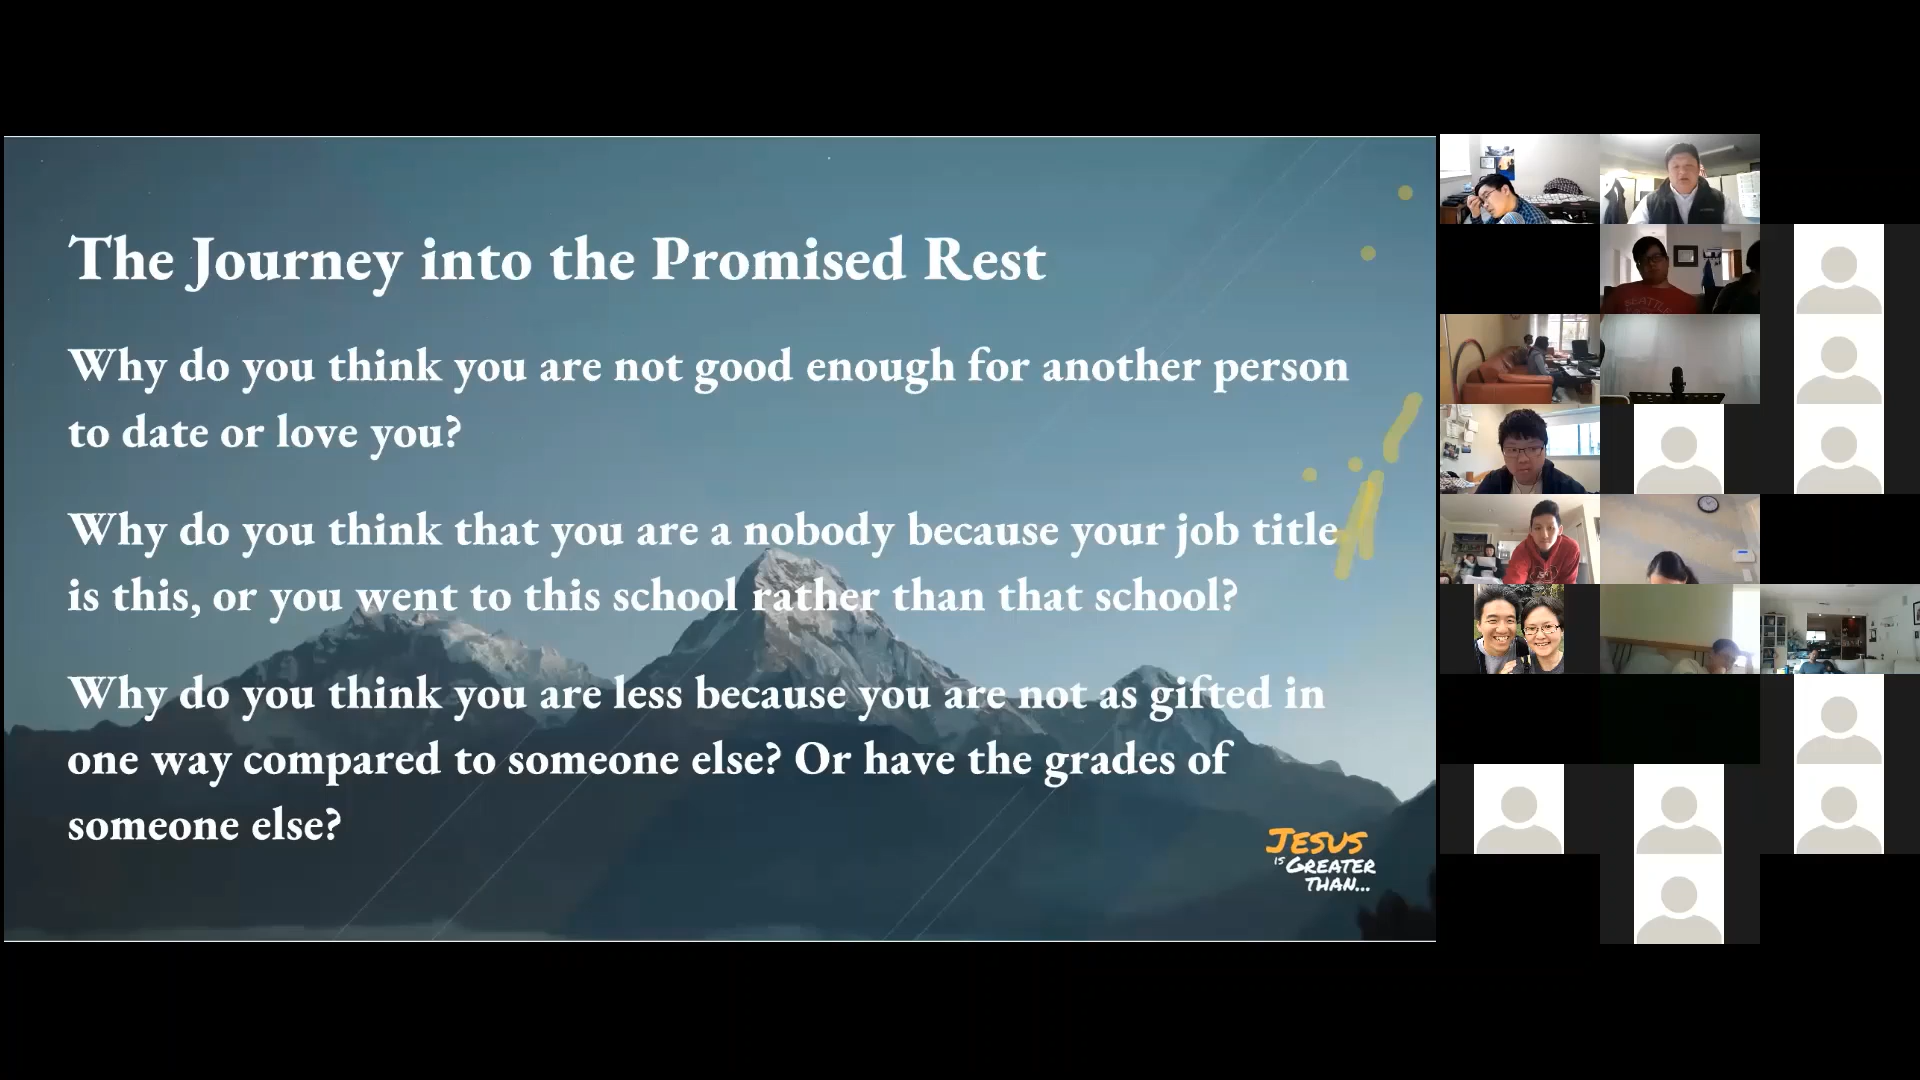 The Journey into the Promised Rest
Why do you think you are not good enough for another person
to date or love you?
Why do you think that you are a nobody because your job title
is this, or you went to this school rather than that school?
Why do you think you are less because you are not as gifted in
one way compared to someone else? Or have the grades of
someone else?
JESUS
IS GREATER
THAN...
SEATTLE